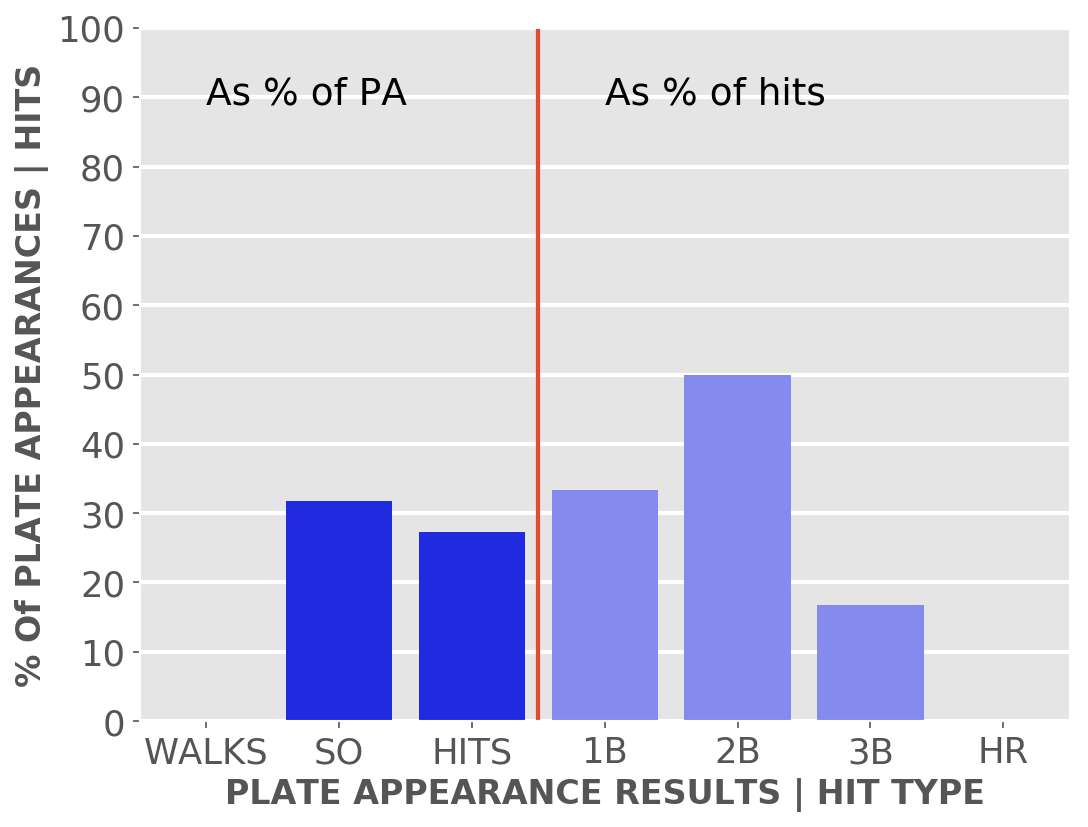 100
90
80
70
60
50
40
30
20
10
0
% Of PLATE APPEARANCES | HITS
As % of PA
As % of hits
WALKS SO HITS 1B 2B 3B HR
PLATE APPEARANCE RESULTS | HIT TYPE